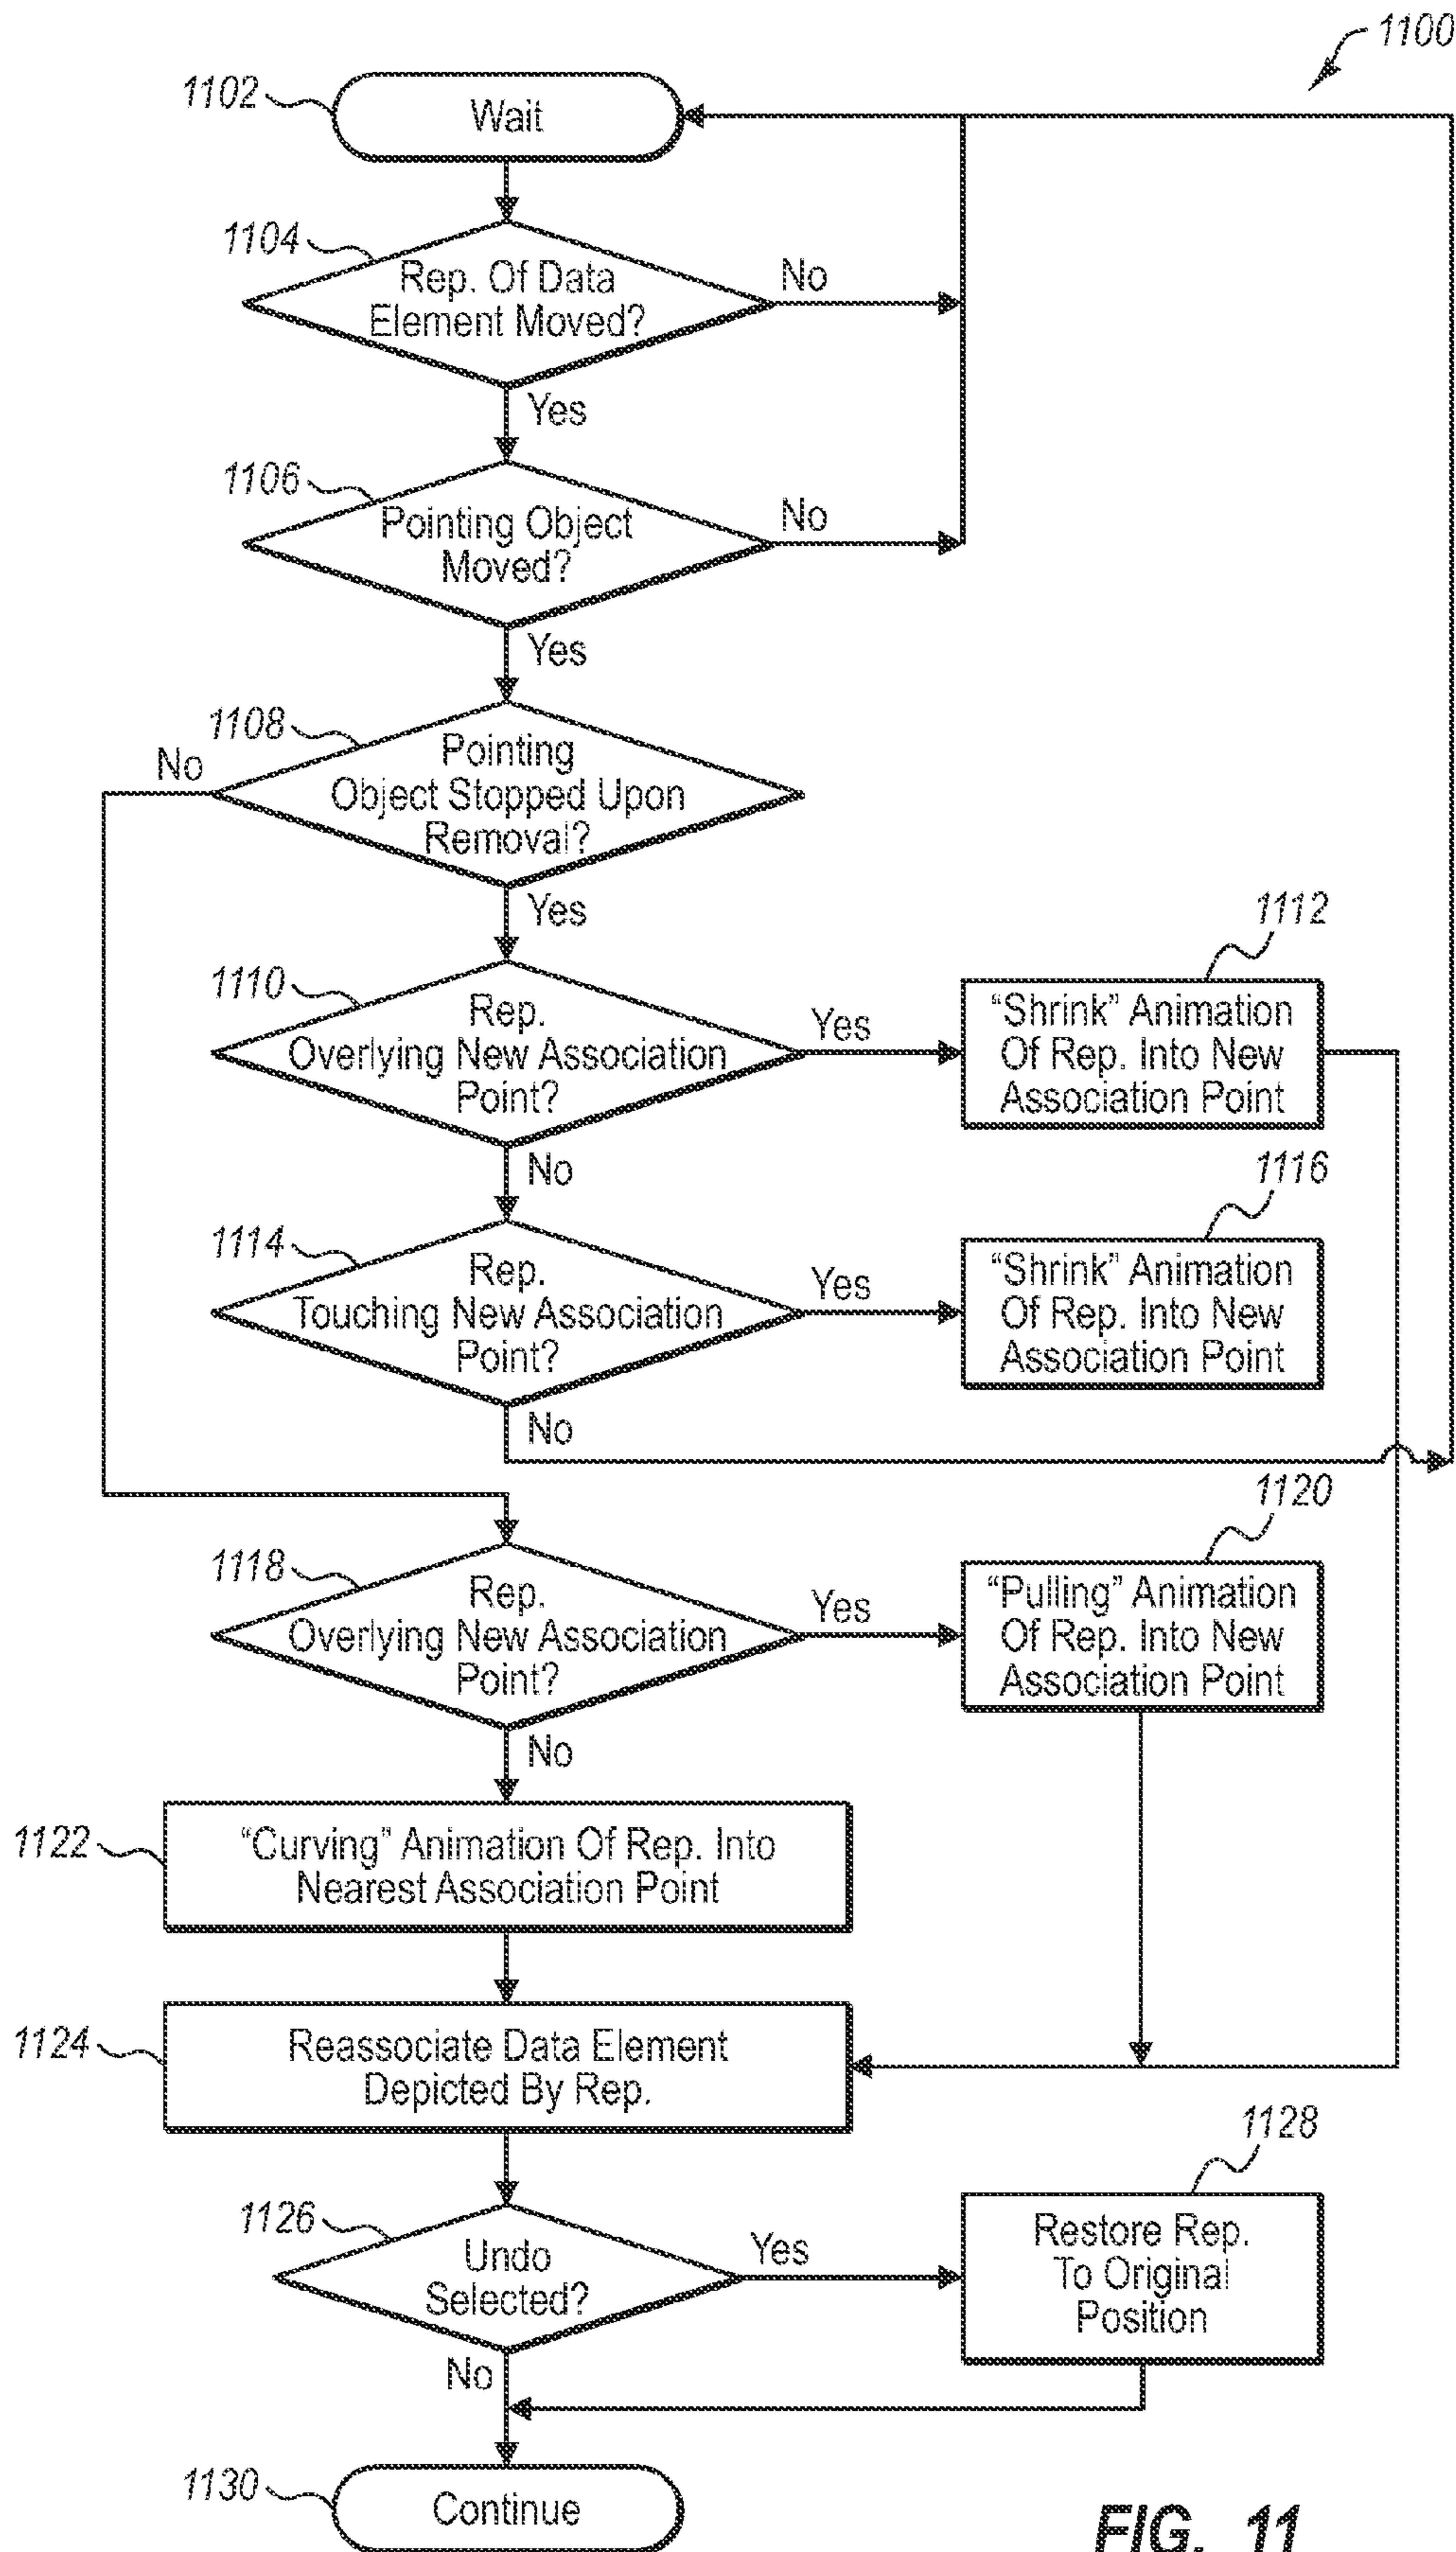 1100
1102
Wait
1104
Rep. Of Data
Element Moved?
No
Yes
1106
Pointing Object
Moved?
No
Yes
1108
No
Pointing
Object Stopped Upon
Removal?
Yes
1110
Rep.
Overlying New Association
Point?
Yes
1112
"Shrink" Animation
Of Rep. Into New
Association Point
No
1114
Rep.
Touching New Association
Point?
Yes
1116
"Shrink" Animation
Of Rep. Into New
Association Point
No
1118
Rep.
Overlying New Association
Point?
Yes
1120
"Pulling" Animation
Of Rep. Into New
Association Point
No
1122
"Curving" Animation Of Rep. Into
Nearest Association Point
1124
Reassociate Data Element
Depicted By Rep.
1126
Undo
Selected?
Yes
1128
Restore Rep.
To Original
Position
No
1130
Continue
FIG. 11